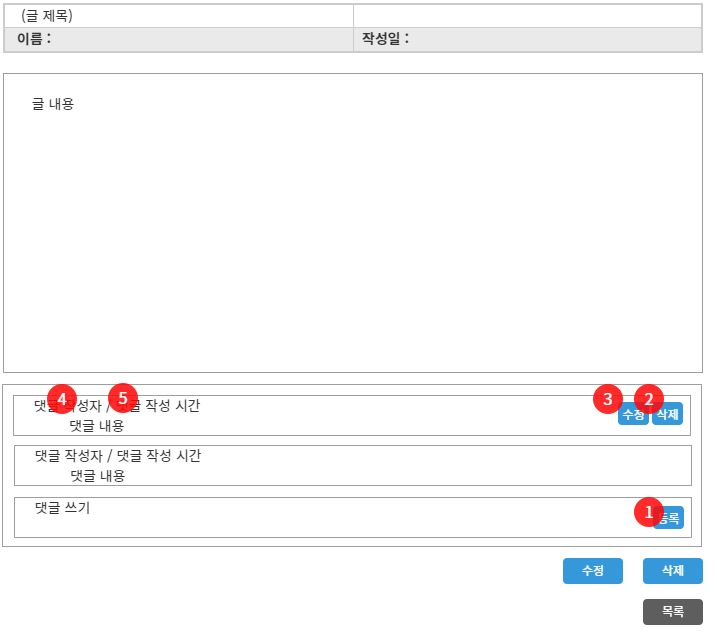 (글 제목)
이름 : 작성일 :
글 내용
4 5 3 2
댓글 작성자 / 댓글 작성 시간 수정 삭제
댓글 내용
댓글 작성자 / 댓글 작성 시간
댓글 내용
댓글 쓰기 1 등록
수정 삭제
목록